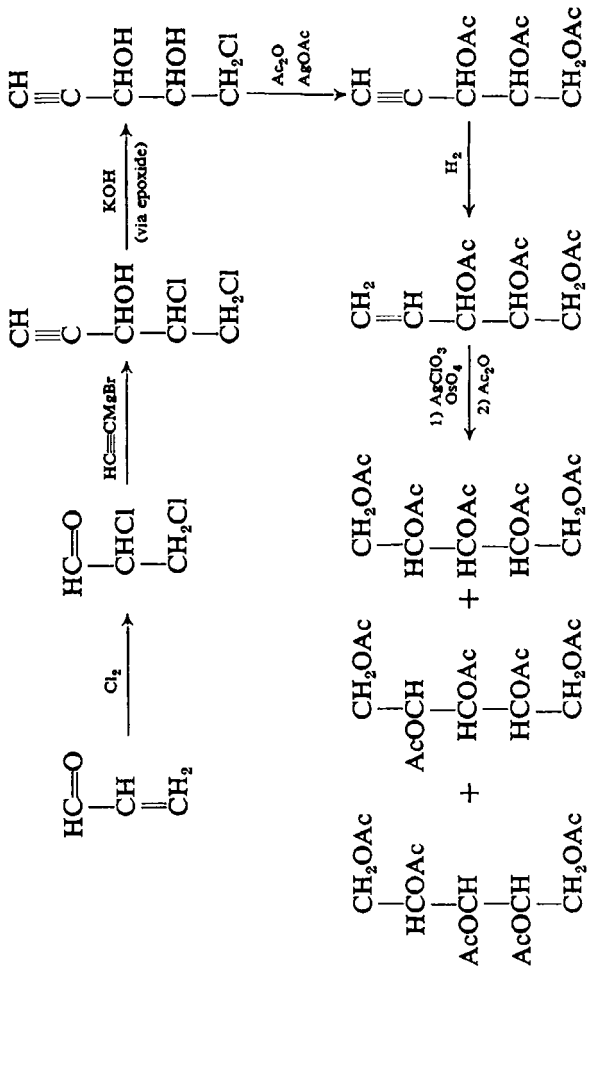 HC=O
CH
CH₂
Cl₂
HC=O
CHCl
CH₂Cl
HC≡CMgBr
CH
C
CHOH
CHCl
CH₂Cl
KOH
(via epoxide)
CH
C
CHOH
CHOH
CH₂Cl
Ac₂O
AgOAc
CH
C
CHOAc
CHOAc
CH₂OAc
H₂
CH₂
CH
CHOAc
CHOAc
CH₂OAc
1) AgClO₃
OsO₄
2) Ac₂O
CH₂OAc
HCOAc
HCOAc
HCOAc
CH₂OAc
+
CH₂OAc
AcOCH
HCOAc
HCOAc
CH₂OAc
+
CH₂OAc
HCOAc
AcOCH
AcOCH
CH₂OAc